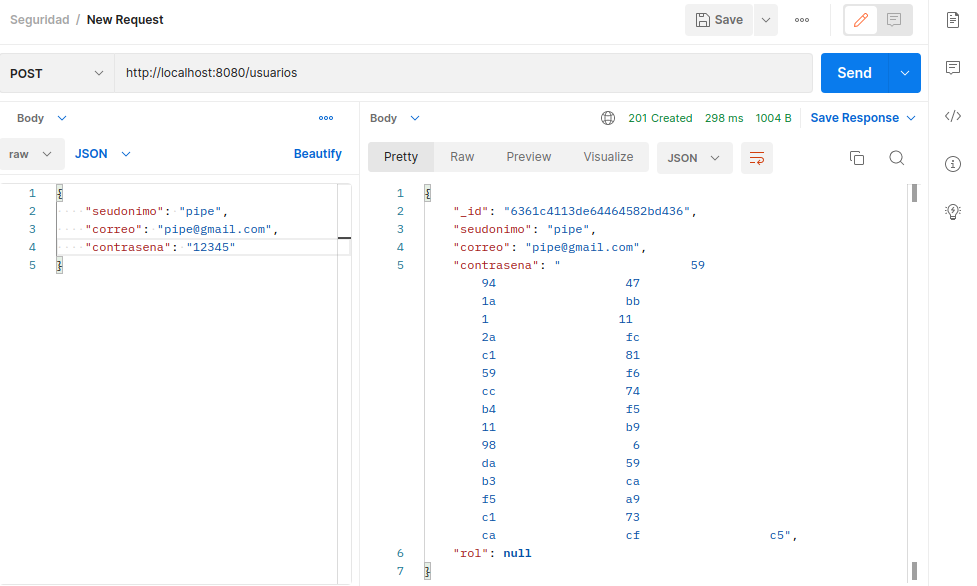 Seguridad / New Request
Save
POST
http://localhost:8080/usuarios
Send
Body
raw
JSON
Beautify
1 {
2 "seudonimo": "pipe",
3 "correo": "pipe@gmail.com",
4 "contrasena": "12345"
5 }
Body
201 Created 298 ms 1004 B Save Response
Pretty Raw Preview Visualize JSON
1 {
2 "_id": "6361c4113de64464582bd436",
3 "seudonimo": "pipe",
4 "correo": "pipe@gmail.com",
5 "contrasena": " 59
94 47
1a bb
1 11
2a fc
c1 81
59 f6
cc 74
b4 f5
11 b9
98 6
da 59
b3 ca
f5 a9
c1 73
ca cf c5",
6 "rol": null
7 }